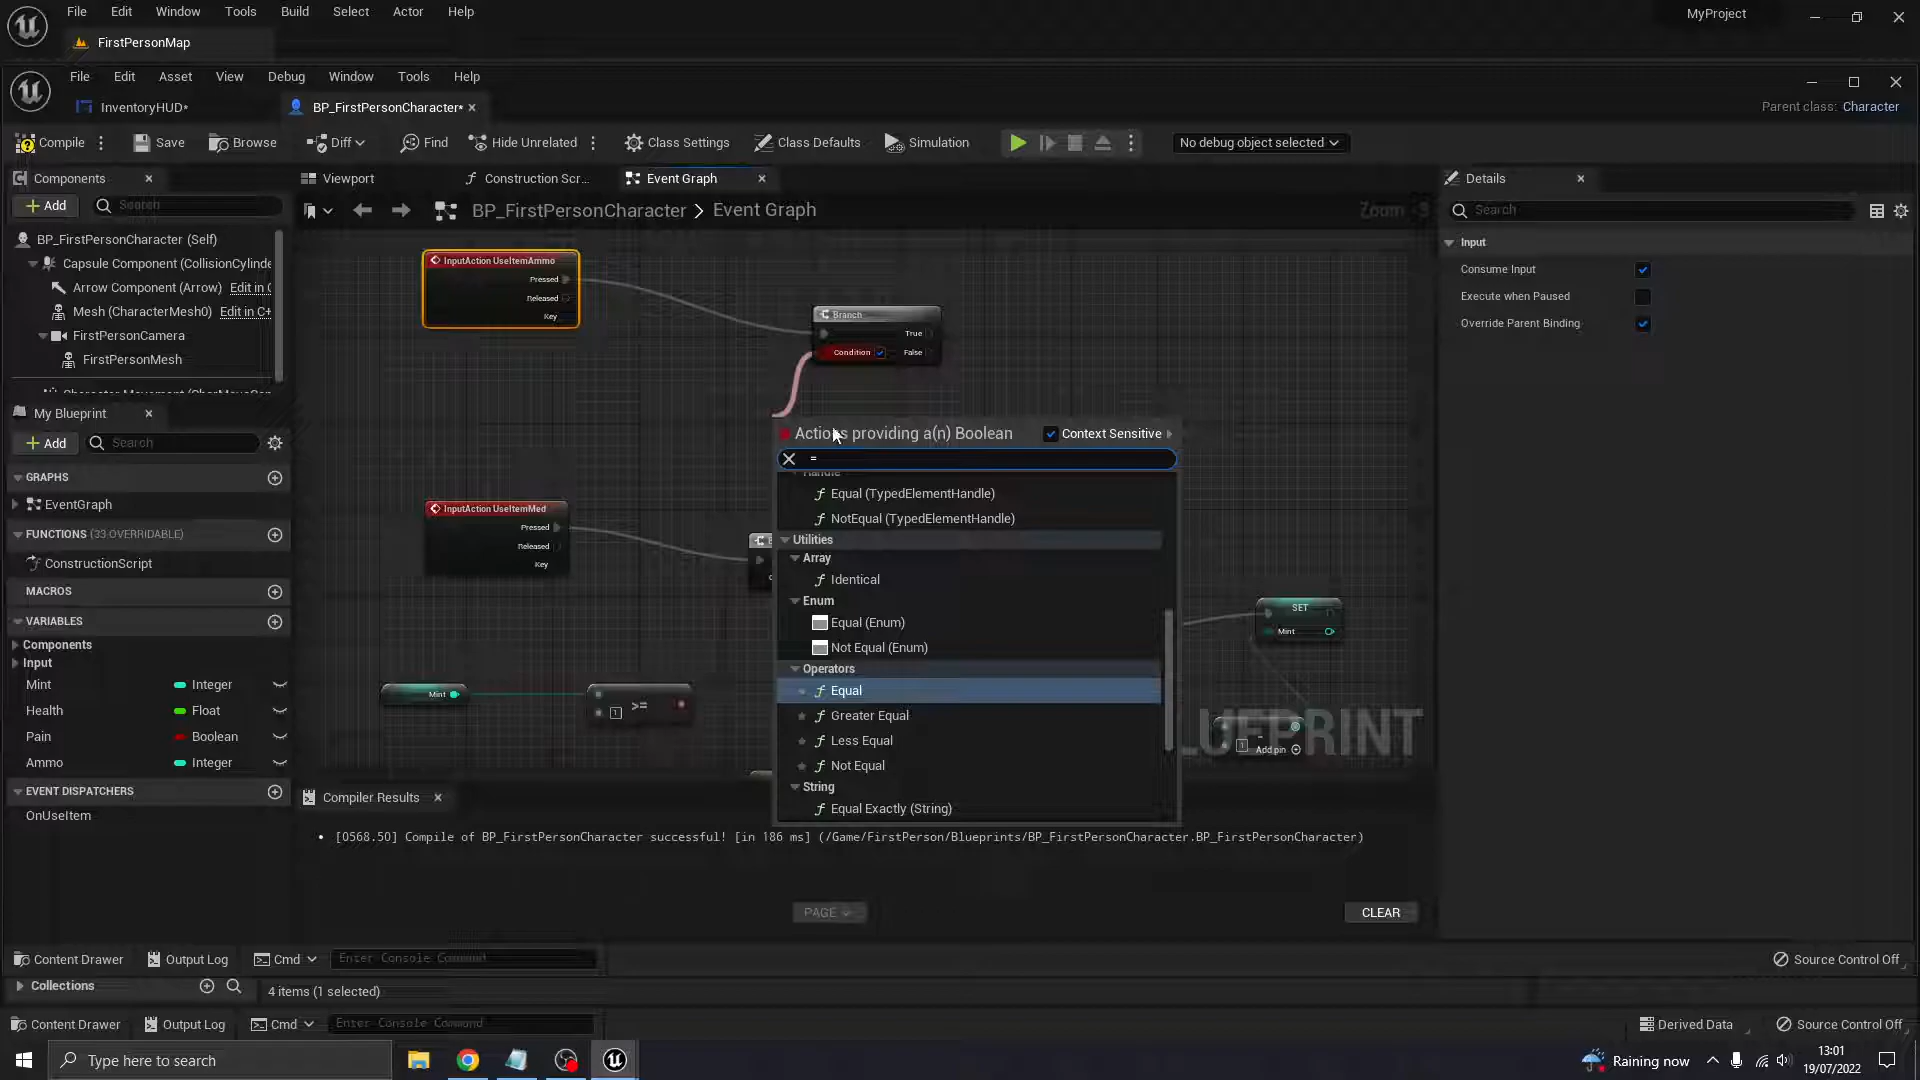 File Edit Window Tools Build Select Actor Help MyProject
FirstPersonMap
File Edit Asset View Debug Window Tools Help
InventoryHUD* BP_FirstPersonCharacter* Parent class: Character
Compile Save Browse Diff Find Hide Unrelated Class Settings Class Defaults Simulation No debug object selected
Components Viewport Construction Scr... Event Graph Details
+ Add Search BP_FirstPersonCharacter > Event Graph Zoom -3 Search
BP_FirstPersonCharacter (Self) Input
Capsule Component (CollisionCylinde Consume Input
Arrow Component (Arrow) Edit in C Execute when Paused
Mesh (CharacterMesh0) Edit in C+ Override Parent Binding
FirstPersonCamera
FirstPersonMesh
InputAction UseItemAmmo
Pressed
Released
Key
Branch
True
Condition False
My Blueprint
+ Add Search
GRAPHS
EventGraph
FUNCTIONS (33 OVERRIDABLE)
ConstructionScript
MACROS
VARIABLES
Components
Input
Mint Integer
Health Float
Pain Boolean
Ammo Integer
EVENT DISPATCHERS
OnUseItem
InputAction UseItemMed
Pressed
Released
Key
Mint
1 >=
Actions providing a(n) Boolean Context Sensitive
=
Handle
Equal (TypedElementHandle)
NotEqual (TypedElementHandle)
Utilities
Array
Identical
Enum
Equal (Enum)
Not Equal (Enum)
Operators
Equal
Greater Equal
Less Equal
Not Equal
String
Equal Exactly (String)
SET
Mint
-
1 Add pin
UEPRINT
Compiler Results
[0568.50] Compile of BP_FirstPersonCharacter successful! [in 186 ms] (/Game/FirstPerson/Blueprints/BP_FirstPersonCharacter.BP_FirstPersonCharacter)
PAGE CLEAR
Content Drawer Output Log Cmd Enter Console Command Source Control Off
Collections 4 items (1 selected)
Content Drawer Output Log Cmd Enter Console Command Derived Data Source Control Off
Type here to search Raining now 13:01
19/07/2022